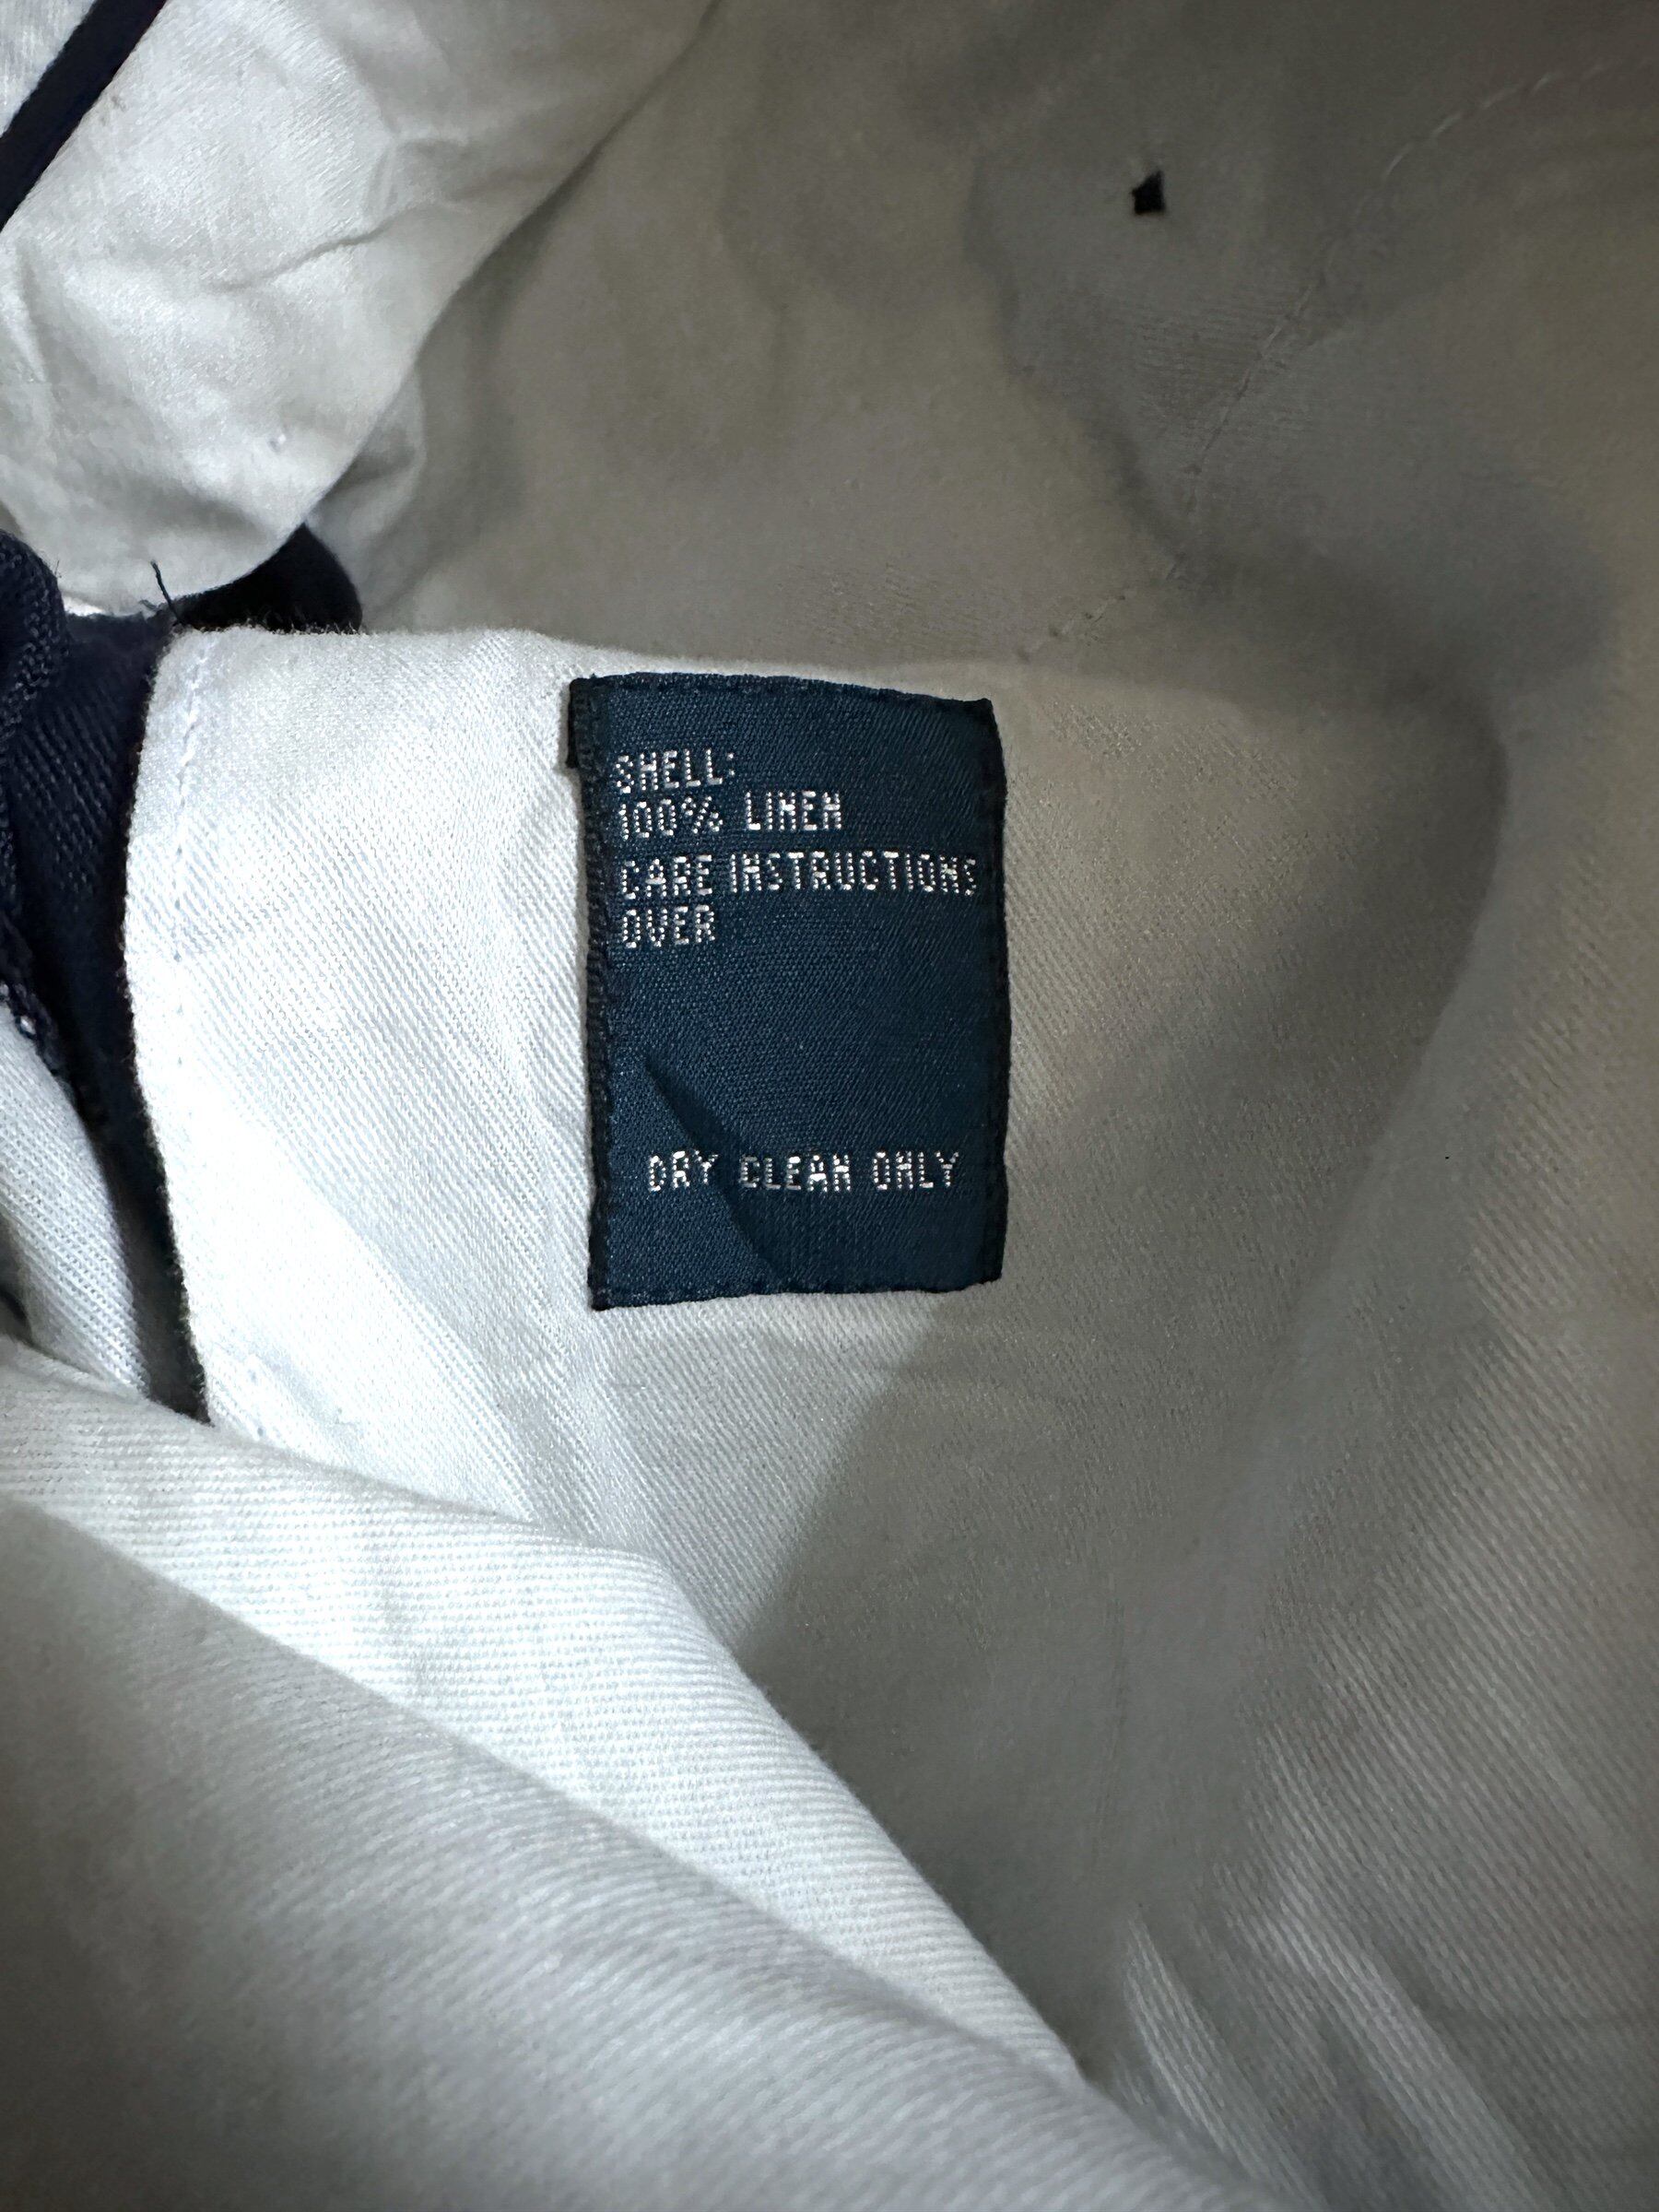 SHELL:
100% LINEN
CARE INSTRUCTIONS
OVER
DRY CLEAN ONLY